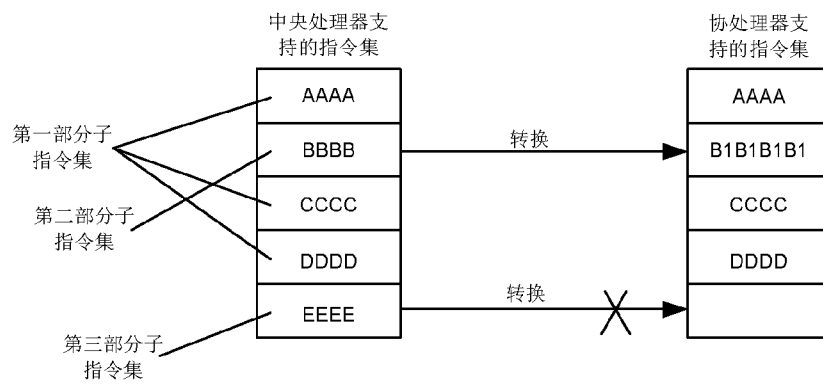 中央处理器支
持的指令集
协处理器支
持的指令集
第一部分子
指令集
第二部分子
指令集
第三部分子
指令集
AAAA
BBBB
CCCC
DDDD
EEEE
转换
转换
AAAA
B1B1B1B1
CCCC
DDDD